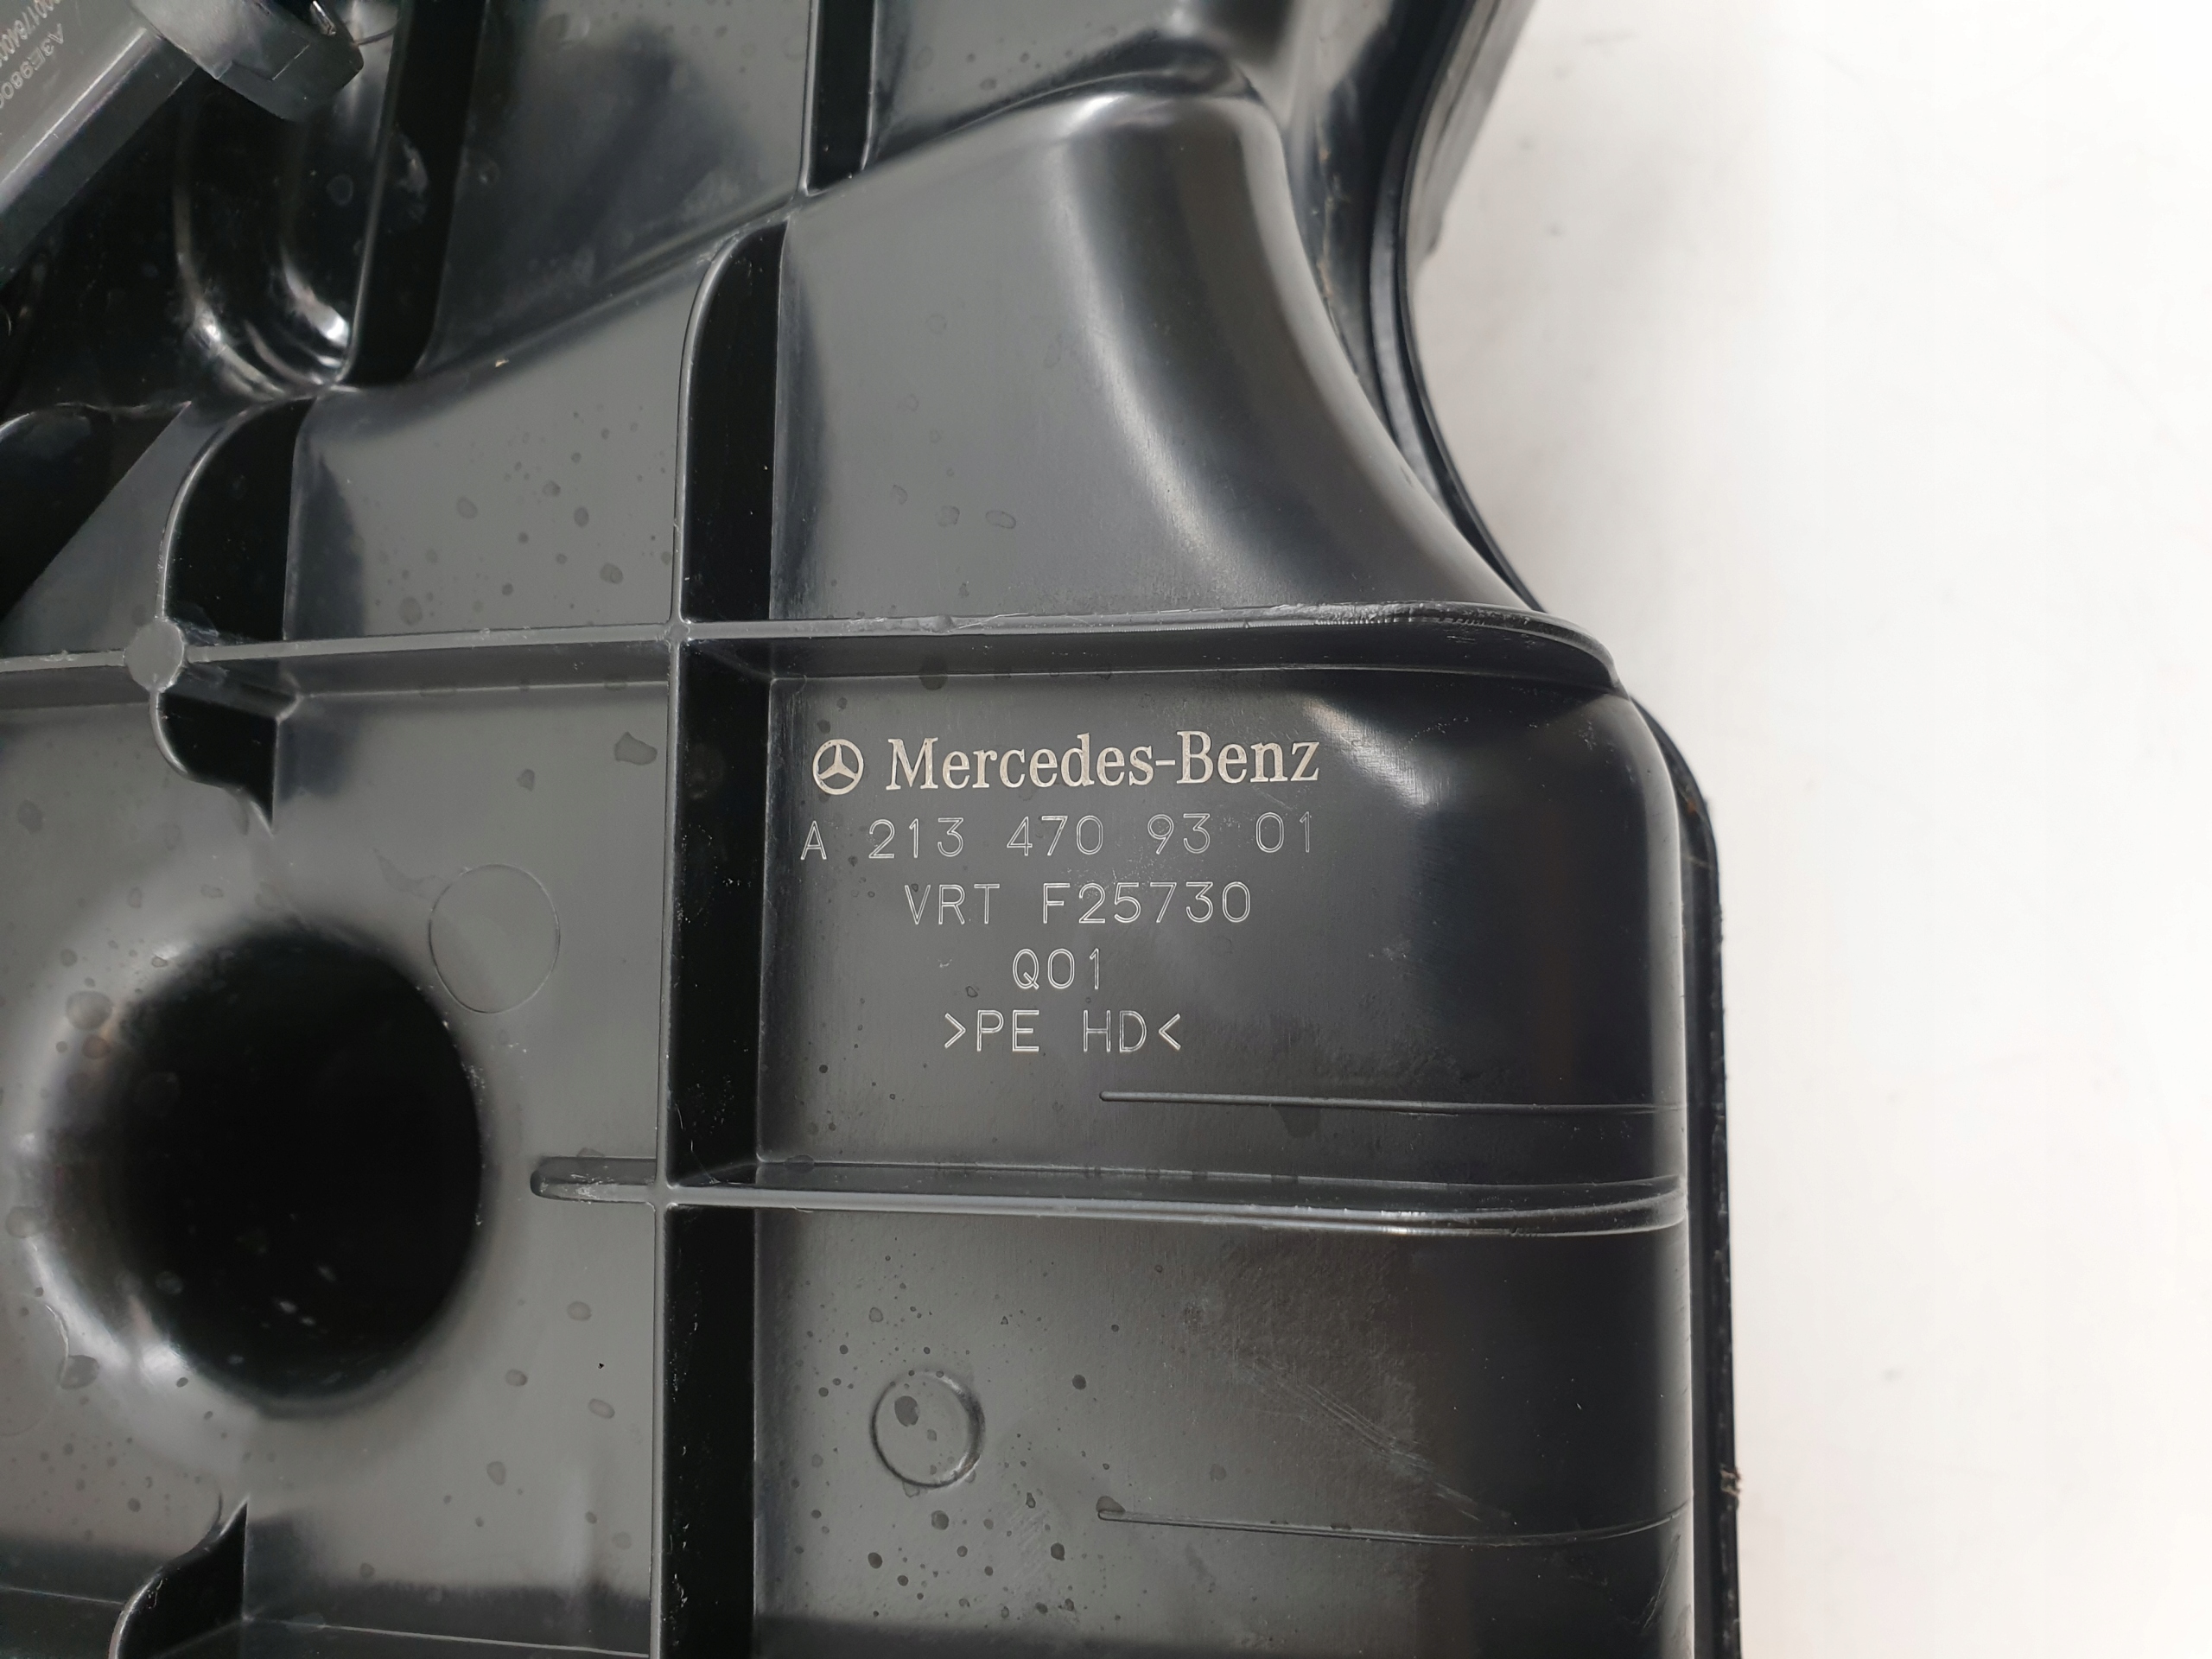 Mercedes-Benz
A 213 470 93 01
VRT F25730
Q01
>PE HD<